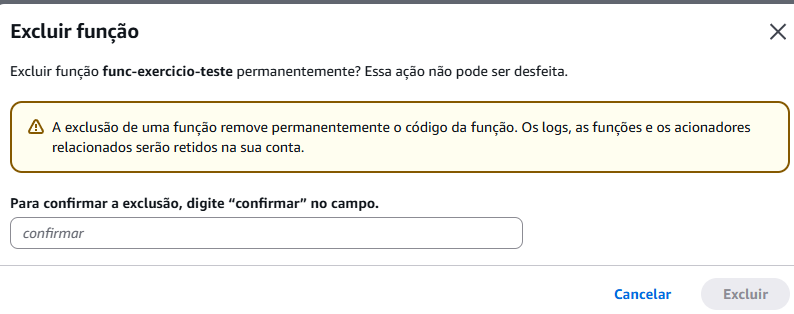 Excluir função
Excluir função func-exercicio-teste permanentemente? Essa ação não pode ser desfeita.
A exclusão de uma função remove permanentemente o código da função. Os logs, as funções e os acionadores
relacionados serão retidos na sua conta.
Para confirmar a exclusão, digite “confirmar” no campo.
confirmar
Cancelar
Excluir